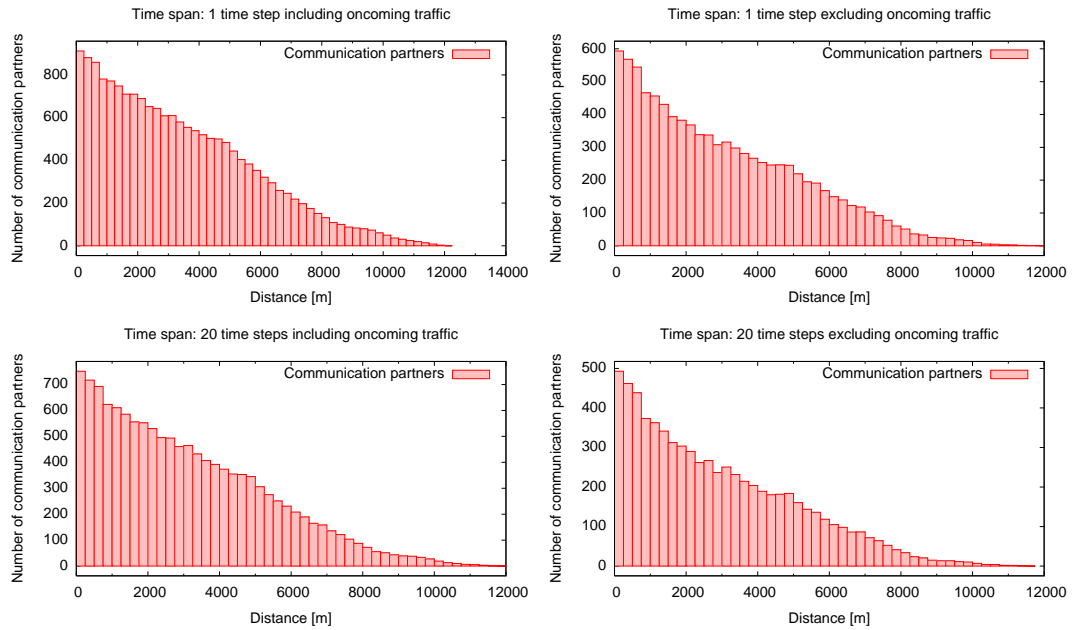 Time span: 1 time step including oncoming traffic
Number of communication partners
800
600
400
200
0
Communication partners
0 2000 4000 6000 8000 10000 12000 14000
Distance [m]
Time span: 1 time step excluding oncoming traffic
Number of communication partners
600
500
400
300
200
100
0
Communication partners
0 2000 4000 6000 8000 10000 12000
Distance [m]
Time span: 20 time steps including oncoming traffic
Number of communication partners
700
600
500
400
300
200
100
0
Communication partners
0 2000 4000 6000 8000 10000 12000
Distance [m]
Time span: 20 time steps excluding oncoming traffic
Number of communication partners
500
400
300
200
100
0
Communication partners
0 2000 4000 6000 8000 10000 12000
Distance [m]